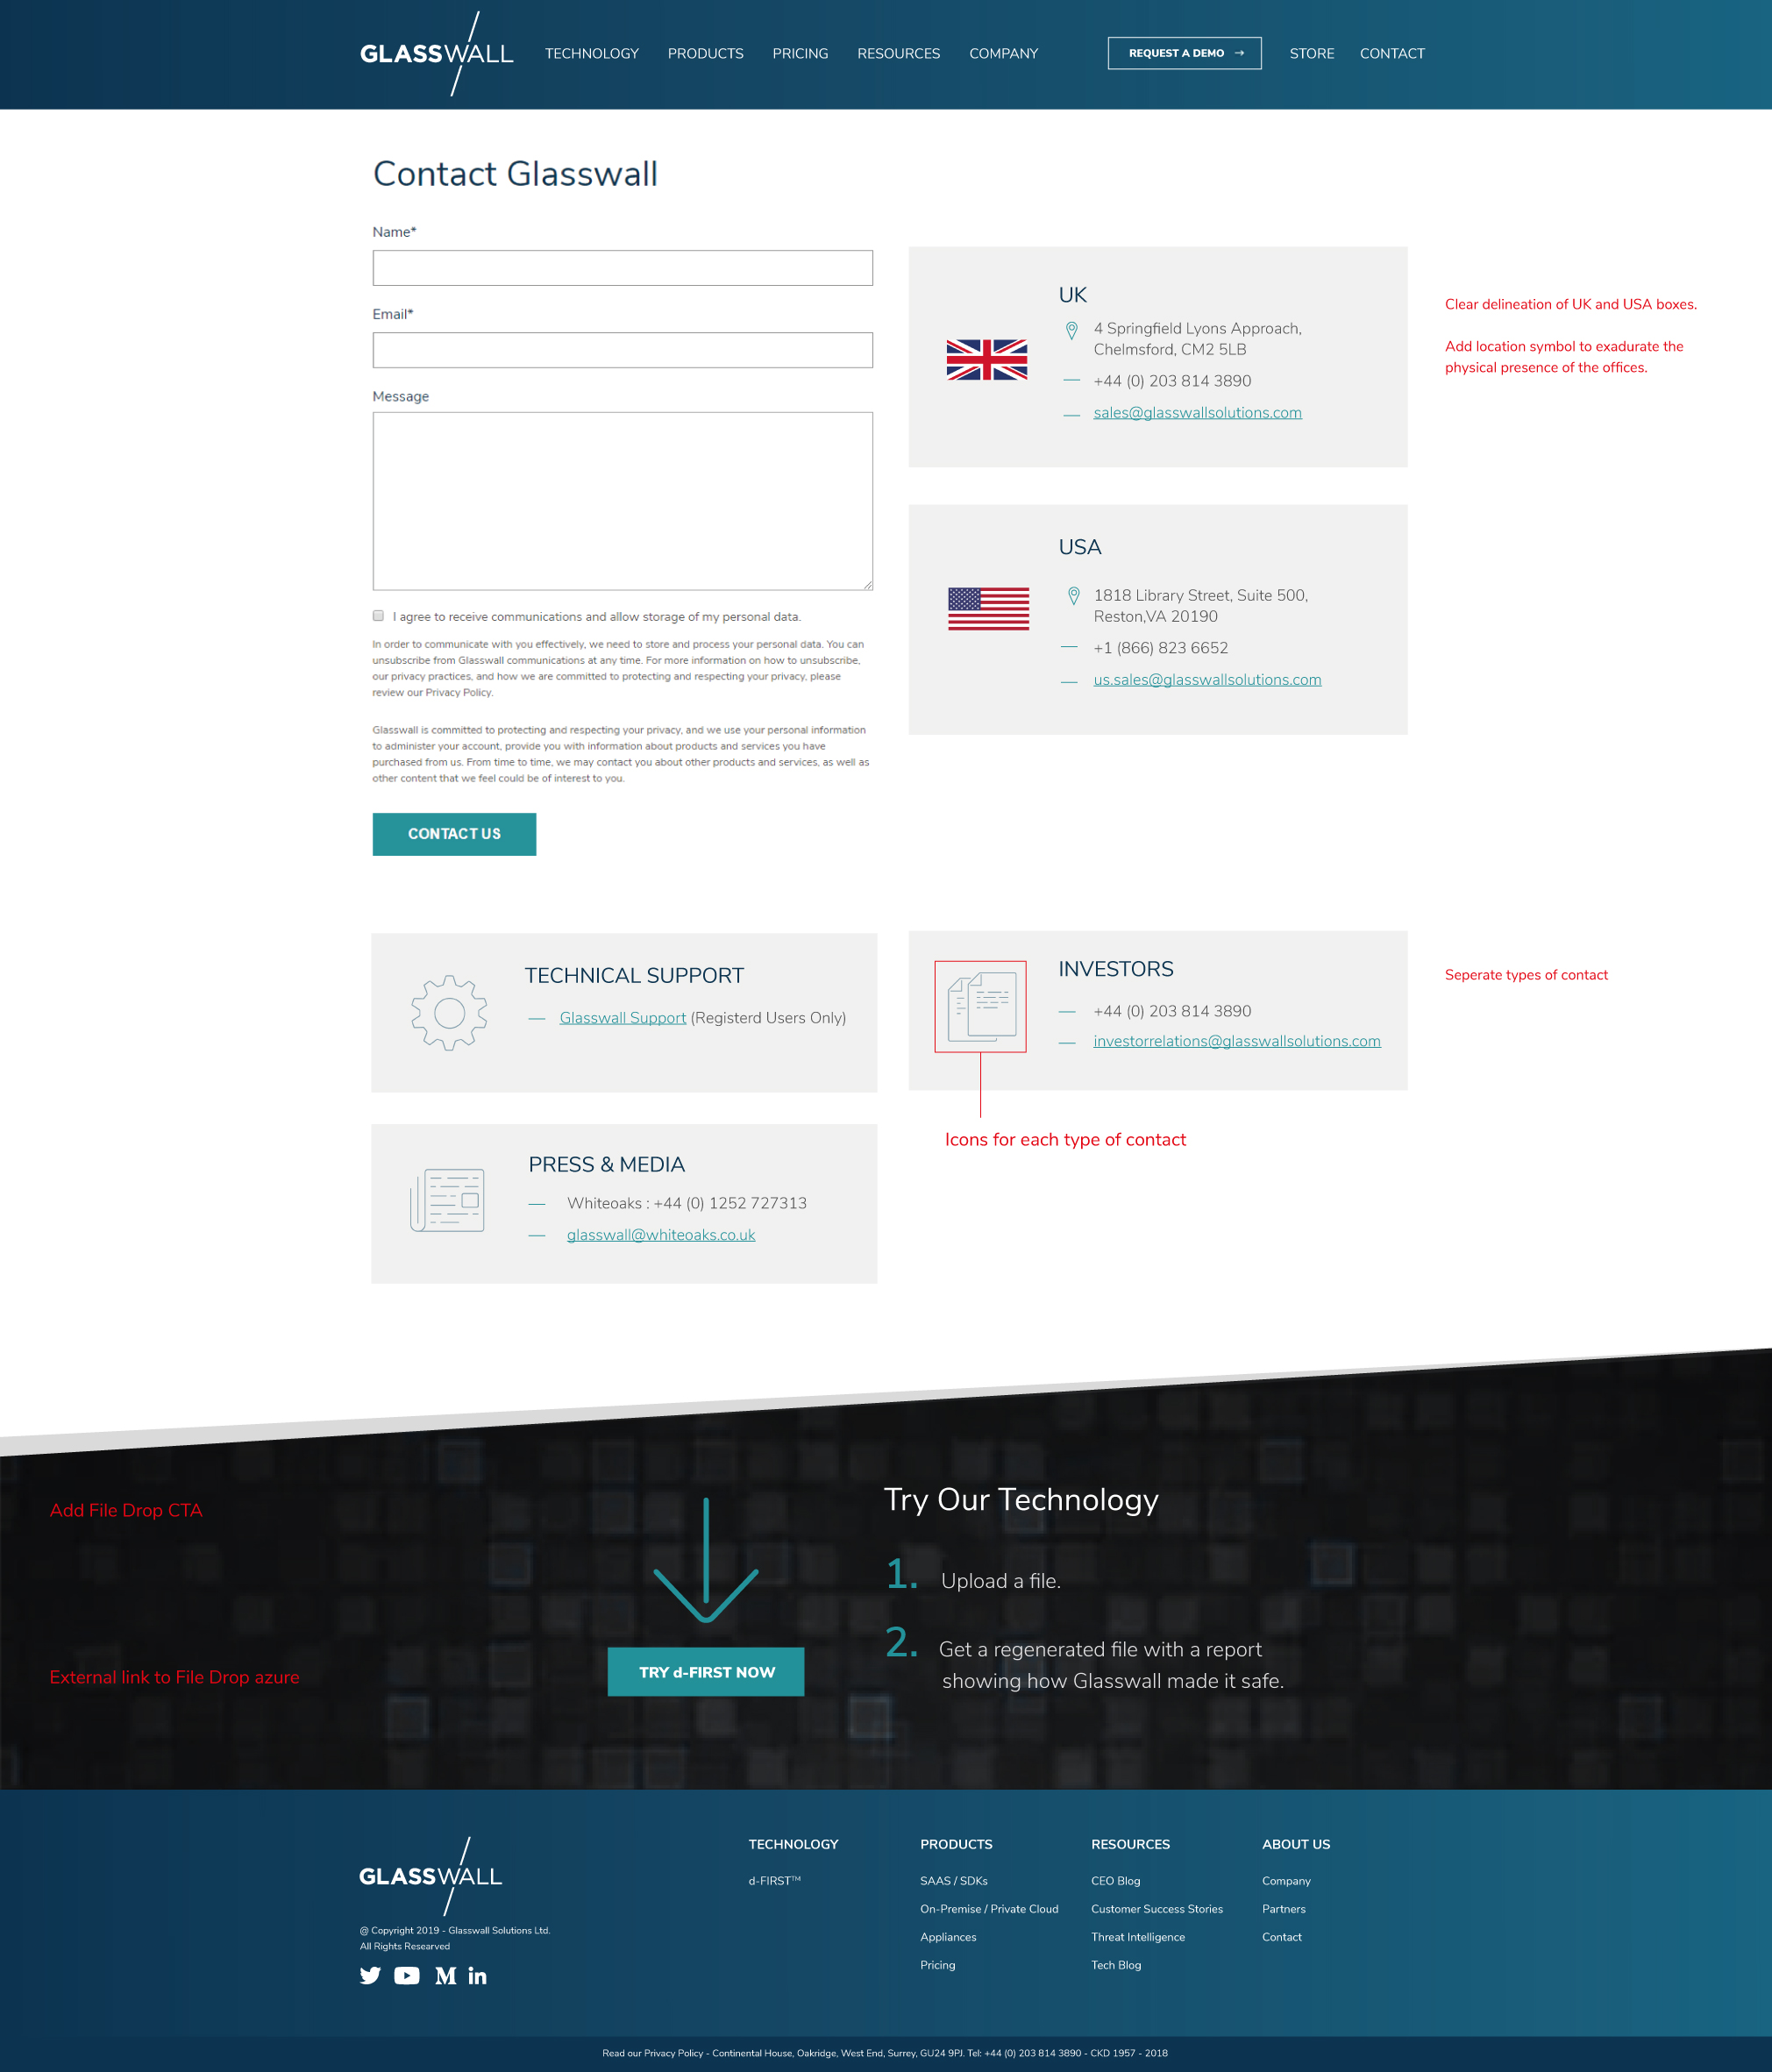 GLASSWALL
TECHNOLOGY
PRODUCTS
PRICING
RESOURCES
COMPANY
REQUEST A DEMO →
STORE
CONTACT
Contact Glasswall
Name*
Email*
Message
I agree to receive communications and allow storage of my personal data.
In order to communicate with you effectively, we need to store and process your personal data. You can
unsubscribe from Glasswall communications at any time. For more information on how to unsubscribe,
our privacy practices, and how we are committed to protecting and respecting your privacy, please
review our Privacy Policy.
Glasswall is committed to protecting and respecting your privacy, and we use your personal information
to administer your account, provide you with information about products and services you have
purchased from us. From time to time, we may contact you about other products and services, as well as
other content that we feel could be of interest to you.
CONTACT US
UK
4 Springfield Lyons Approach,
Chelmsford, CM2 5LB
+44 (0) 203 814 3890
sales@glasswallsolutions.com
Clear delineation of UK and USA boxes.
Add location symbol to exadurate the
physical presence of the offices.
USA
1818 Library Street, Suite 500,
Reston,VA 20190
+1 (866) 823 6652
us.sales@glasswallsolutions.com
TECHNICAL SUPPORT
Glasswall Support (Registerd Users Only)
INVESTORS
+44 (0) 203 814 3890
investorrelations@glasswallsolutions.com
Seperate types of contact
Icons for each type of contact
PRESS & MEDIA
Whiteoaks : +44 (0) 1252 727313
glasswall@whiteoaks.co.uk
Add File Drop CTA
External link to File Drop azure
TRY d-FIRST NOW
Try Our Technology
1. Upload a file.
2. Get a regenerated file with a report
showing how Glasswall made it safe.
GLASSWALL
@ Copyright 2019 - Glasswall Solutions Ltd.
All Rights Researved
TECHNOLOGY
d-FIRST™
PRODUCTS
SAAS / SDKs
On-Premise / Private Cloud
Appliances
Pricing
RESOURCES
CEO Blog
Customer Success Stories
Threat Intelligence
Tech Blog
ABOUT US
Company
Partners
Contact
Read our Privacy Policy - Continental House, Oakridge, West End, Surrey, GU24 9PJ. Tel: +44 (0) 203 814 3890 - CKD 1957 - 2018